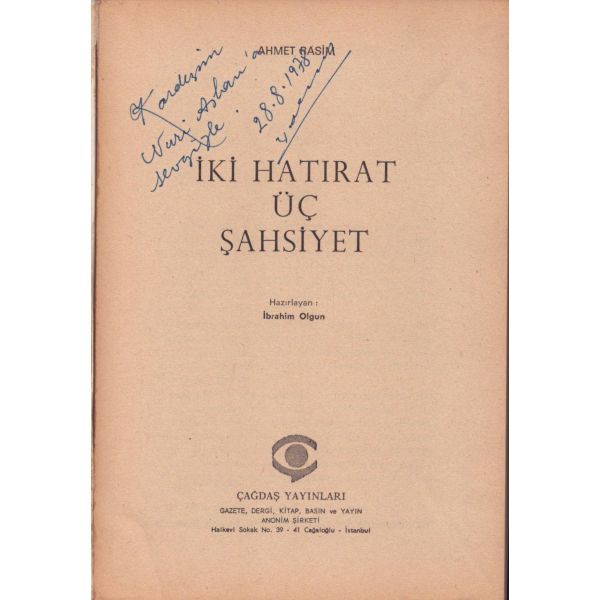 AHMET RASİM
Kardeşim
Nuri Aslan'a
sevgiyle.
28.8.1978
İKİ HATIRAT
ÜÇ
ŞAHSİYET
Hazırlayan :
İbrahim Olgun
ÇAĞDAŞ YAYINLARI
GAZETE, DERGİ, KİTAP, BASIN ve YAYIN
ANONİM ŞİRKETİ
Halkevi Sokak No. 39 - 41 Cağaloğlu - İstanbul